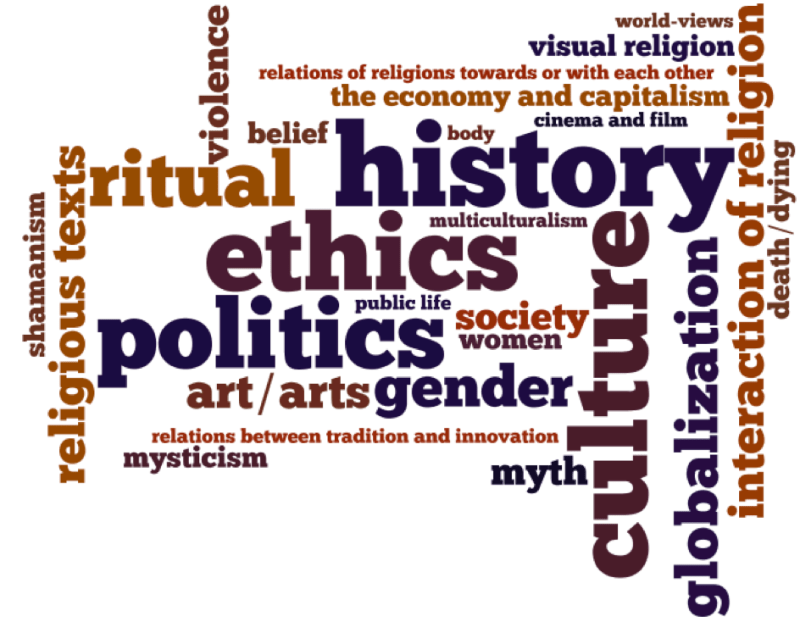 world-views
visual religion
relations of religions towards or with each other
the economy and capitalism
cinema and film
violence
belief
body
history
ritual
religious texts
shamanism
multiculturalism
ethics
culture
interaction of religion
death/dying
globalization
public life
politics
society
women
art/arts
gender
relations between tradition and innovation
mysticism
myth